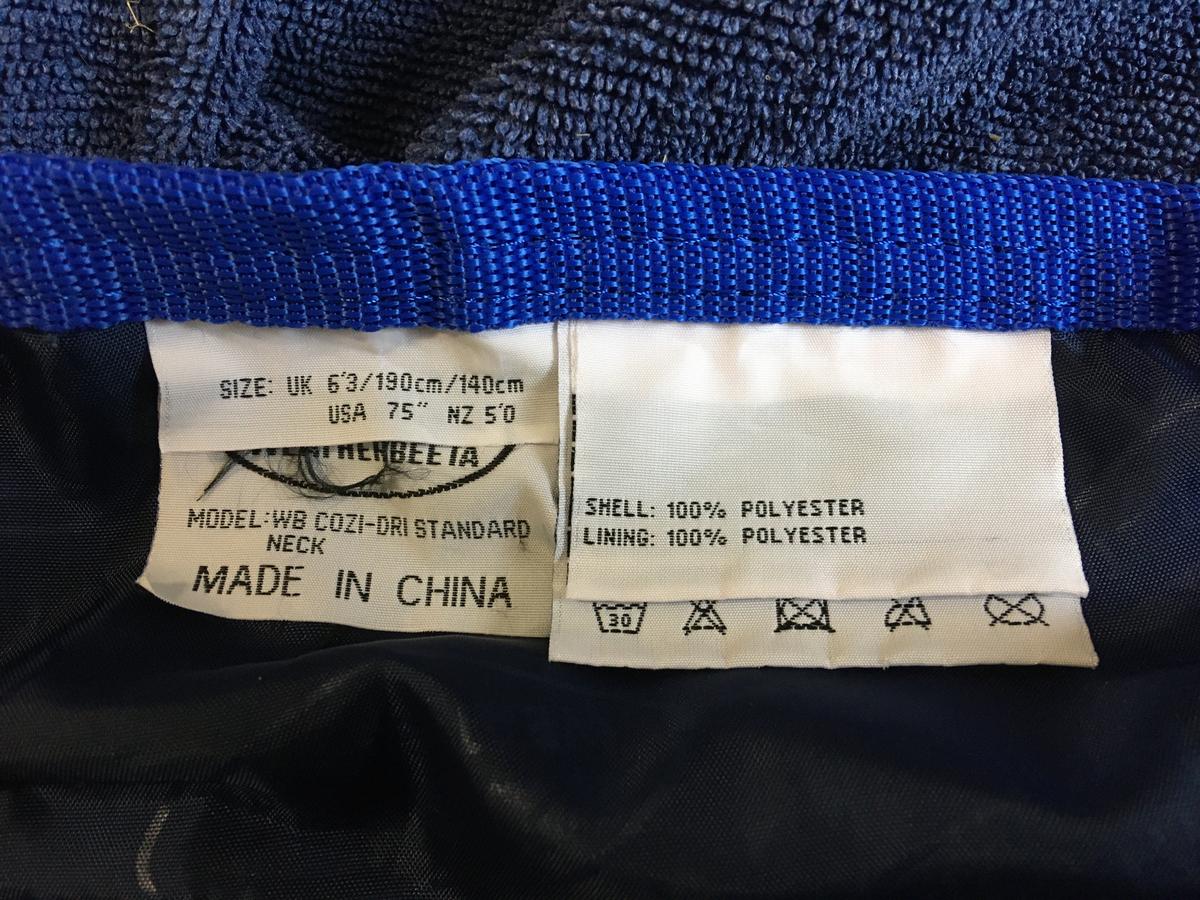 SIZE: UK 6'3/190cm/140cm
USA 75" NZ 5'0
WEATHERBEETA
MODEL:WB COZI-DRI STANDARD
NECK
MADE IN CHINA
SHELL: 100% POLYESTER
LINING: 100% POLYESTER
30